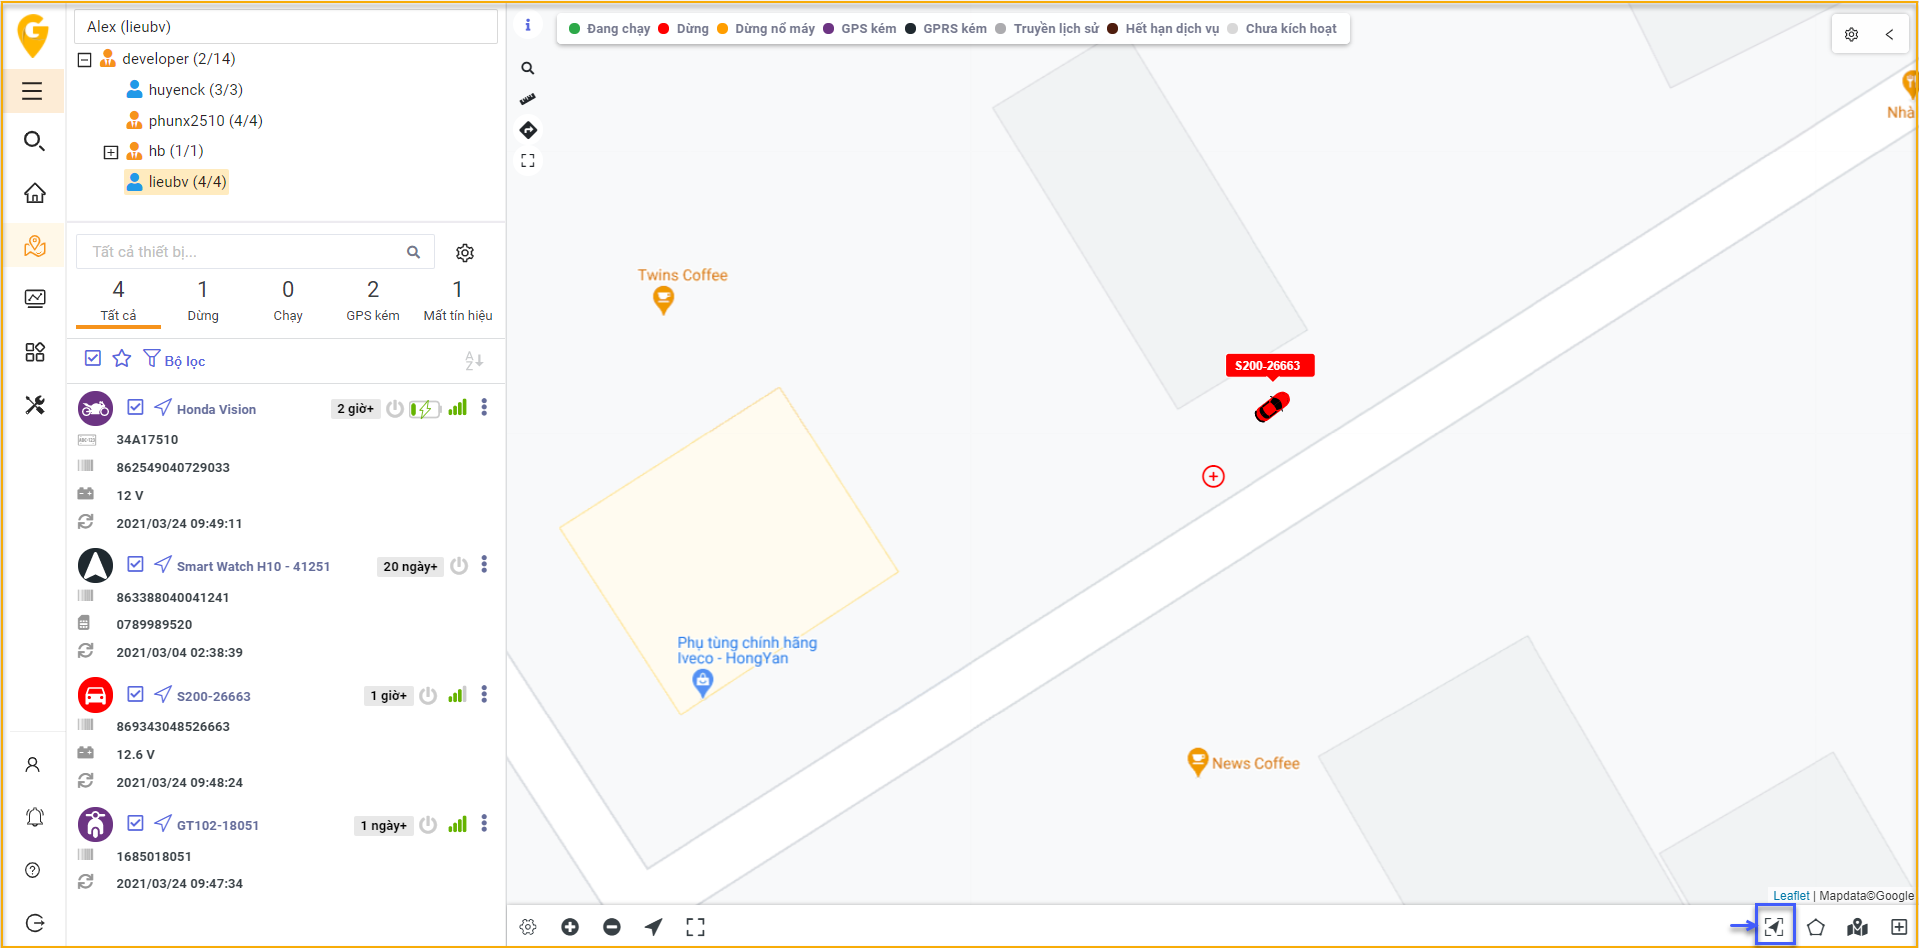 Alex (lieubv)
developer (2/14)
huyenck (3/3)
phunx2510 (4/4)
hb (1/1)
lieubv (4/4)
Tất cả thiết bị...
4 1 0 2 1
Tất cả Dừng Chạy GPS kém Mất tín hiệu
Bộ lọc
Honda Vision 2 giờ+
34A17510
862549040729033
12 V
2021/03/24 09:49:11
Smart Watch H10 - 41251 20 ngày+
863388040041241
0789989520
2021/03/04 02:38:39
S200-26663 1 giờ+
869343048526663
12.6 V
2021/03/24 09:48:24
GT102-18051 1 ngày+
1685018051
2021/03/24 09:47:34
Đang chạy Dừng Dừng nổ máy GPS kém GPRS kém Truyền lịch sử Hết hạn dịch vụ Chưa kích hoạt
Nhà
Twins Coffee
S200-26663
Phụ tùng chính hãng
Iveco - HongYan
News Coffee
Leaflet | Mapdata©Google